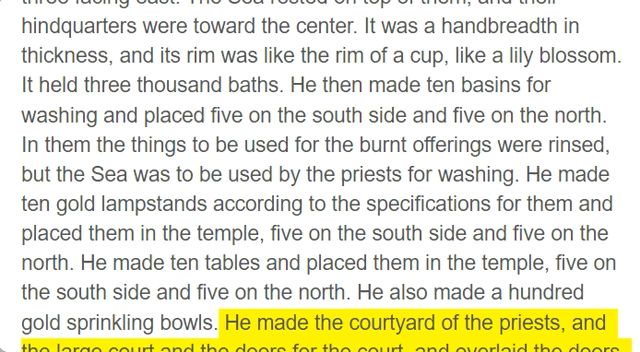 three facing east. The Sea rested on top of them, and their
hindquarters were toward the center. It was a handbreadth in
thickness, and its rim was like the rim of a cup, like a lily blossom.
It held three thousand baths. He then made ten basins for
washing and placed five on the south side and five on the north.
In them the things to be used for the burnt offerings were rinsed,
but the Sea was to be used by the priests for washing. He made
ten gold lampstands according to the specifications for them and
placed them in the temple, five on the south side and five on the
north. He made ten tables and placed them in the temple, five on
the south side and five on the north. He also made a hundred
gold sprinkling bowls. He made the courtyard of the priests, and
the large court and the doors for the court, and overlaid the doors